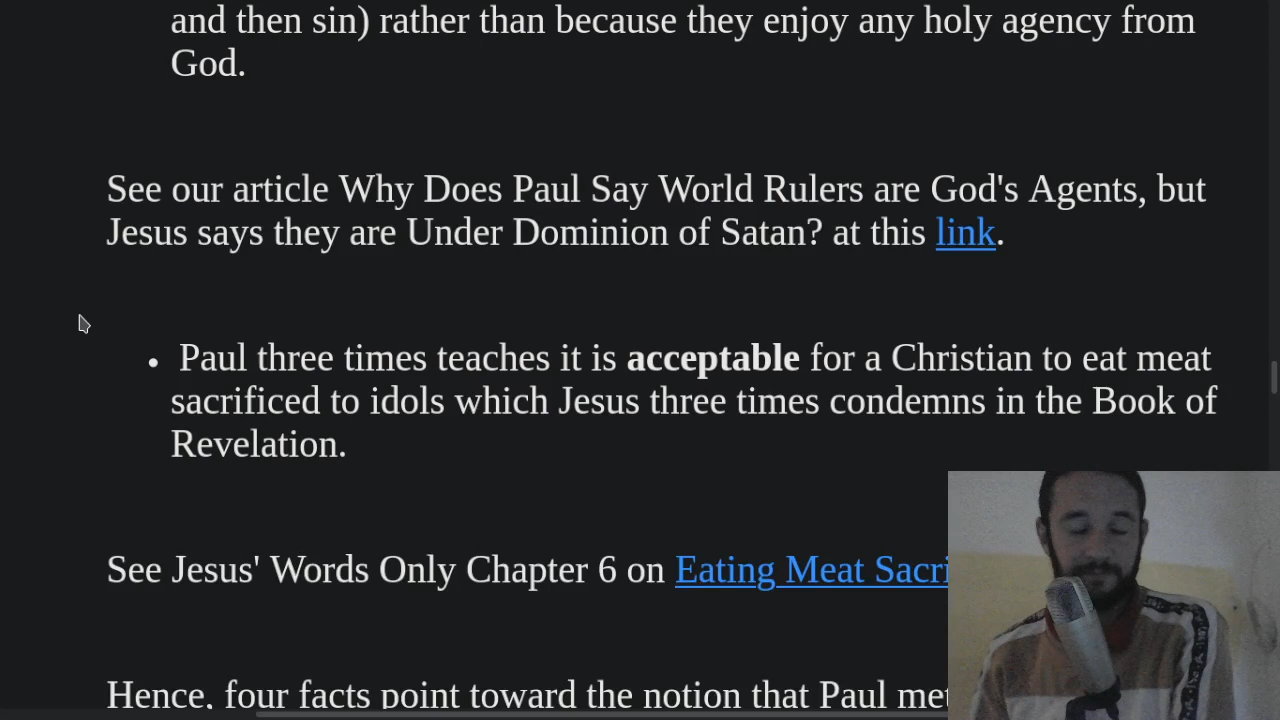 and then sin) rather than because they enjoy any holy agency from
God.
See our article Why Does Paul Say World Rulers are God's Agents, but
Jesus says they are Under Dominion of Satan? at this link.
• Paul three times teaches it is acceptable for a Christian to eat meat
sacrificed to idols which Jesus three times condemns in the Book of
Revelation.
See Jesus' Words Only Chapter 6 on Eating Meat Sacri
Hence, four facts point toward the notion that Paul met